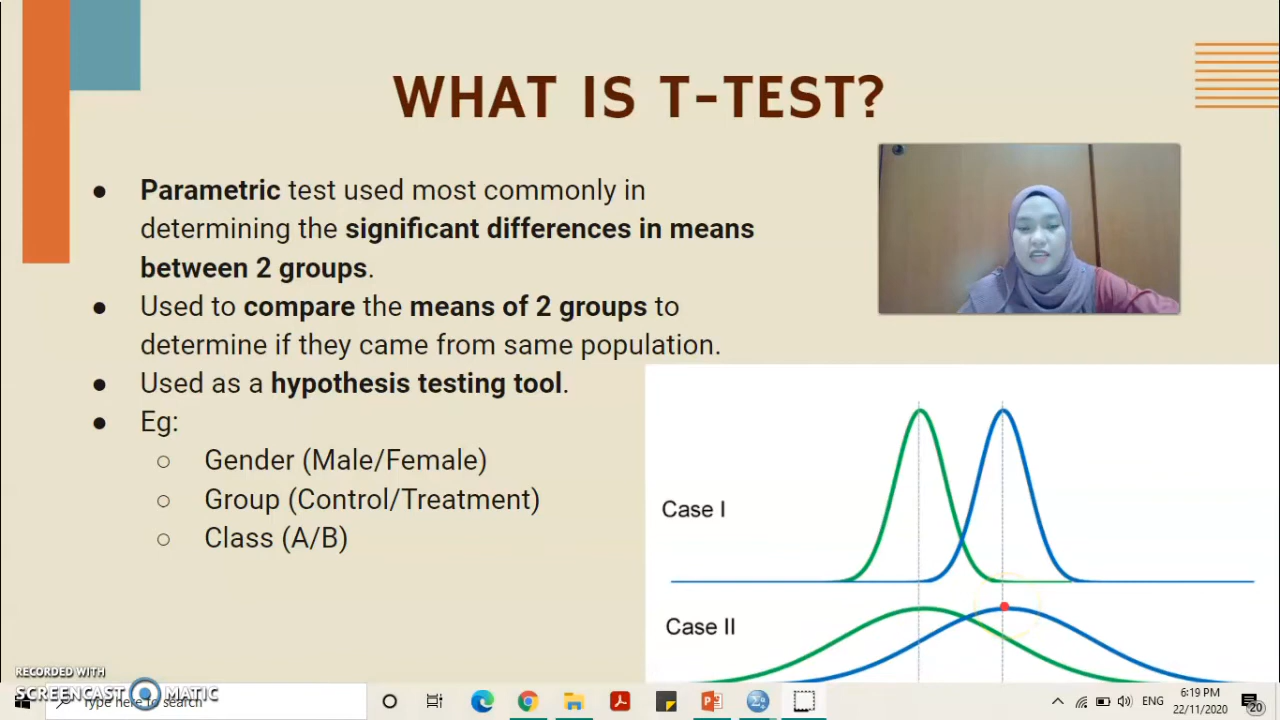 WHAT IS T-TEST?
● Parametric test used most commonly in
determining the significant differences in means
between 2 groups.
● Used to compare the means of 2 groups to
determine if they came from same population.
● Used as a hypothesis testing tool.
● Eg:
○ Gender (Male/Female)
○ Group (Control/Treatment)
○ Class (A/B)
Case I
Case II
RECORDED WITH
SCREENCAST MATIC
Type here to search
ENG
6:19 PM
22/11/2020
20